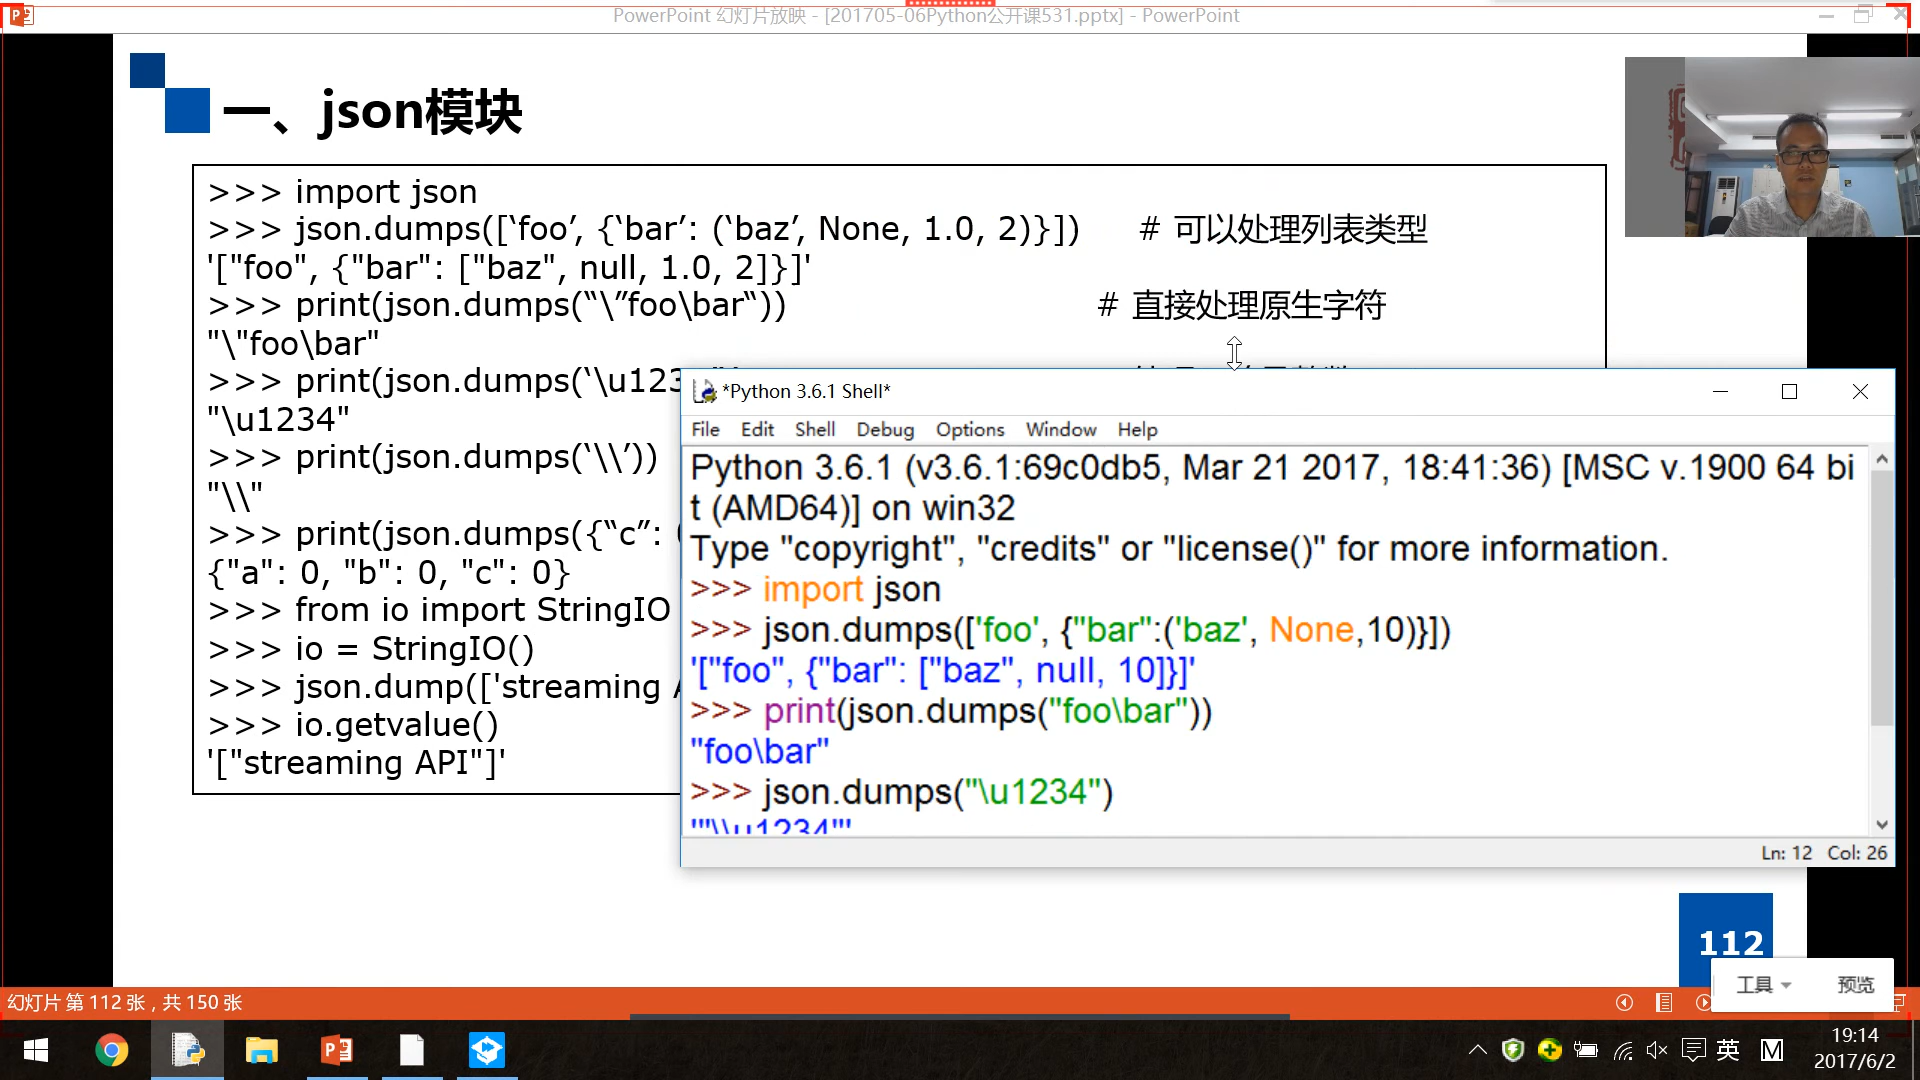 PowerPoint 幻灯片放映 - [201705-06Python公开课531.pptx] - PowerPoint
一、json模块
>>> import json
>>> json.dumps([‘foo’, {‘bar’: (‘baz’, None, 1.0, 2)}]) # 可以处理列表类型
'["foo", {"bar": ["baz", null, 1.0, 2]}]'
>>> print(json.dumps(“\”foo\bar“)) # 直接处理原生字符
"\"foo\bar"
>>> print(json.dumps(‘\u123
"\u1234"
>>> print(json.dumps(‘\\’))
"\\"
>>> print(json.dumps({“c”:
{"a": 0, "b": 0, "c": 0}
>>> from io import StringIO
>>> io = StringIO()
>>> json.dump(['streaming
>>> io.getvalue()
'["streaming API"]'
*Python 3.6.1 Shell*
File Edit Shell Debug Options Window Help
Python 3.6.1 (v3.6.1:69c0db5, Mar 21 2017, 18:41:36) [MSC v.1900 64 bi
t (AMD64)] on win32
Type "copyright", "credits" or "license()" for more information.
>>> import json
>>> json.dumps(['foo', {"bar":('baz', None,10)}])
'["foo", {"bar": ["baz", null, 10]}]'
>>> print(json.dumps("foo\bar"))
"foo\bar"
>>> json.dumps("\u1234")
'"\\u1234"'
Ln: 12 Col: 26
112
工具 预览
幻灯片 第 112 张，共 150 张
英
19:14
2017/6/2